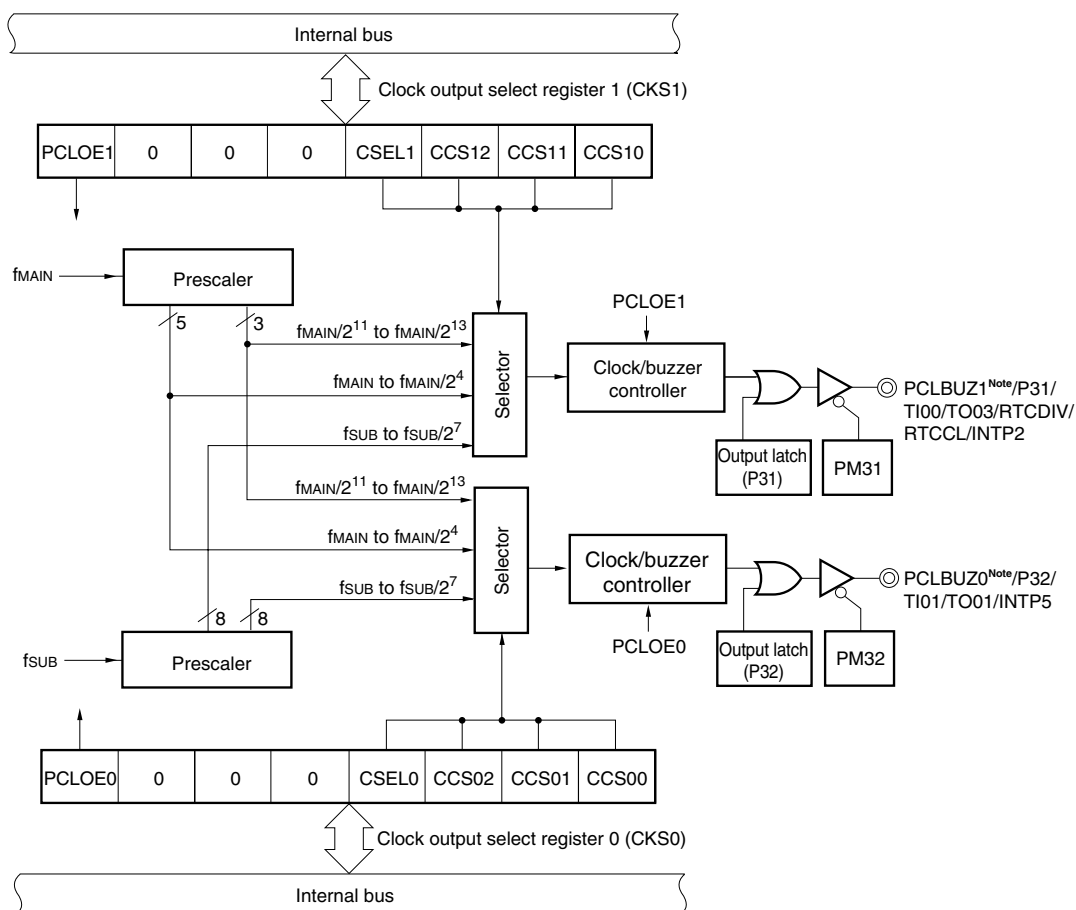 Internal bus
Clock output select register 1 (CKS1)
PCLOE1 0 0 0 CSEL1 CCS12 CCS11 CCS10
fMAIN
Prescaler
5 3
fMAIN/2^11 to fMAIN/2^13
fMAIN to fMAIN/2^4
fSUB to fSUB/2^7
Selector
PCLOE1
Clock/buzzer
controller
PCLBUZ1^Note/P31/
TI00/TO03/RTCDIV/
RTCCL/INTP2
Output latch
(P31)
PM31
fMAIN/2^11 to fMAIN/2^13
fMAIN to fMAIN/2^4
fSUB to fSUB/2^7
Selector
Clock/buzzer
controller
PCLOE0
PCLBUZ0^Note/P32/
TI01/TO01/INTP5
Output latch
(P32)
PM32
8 8
fSUB
Prescaler
PCLOE0 0 0 0 CSEL0 CCS02 CCS01 CCS00
Clock output select register 0 (CKS0)
Internal bus